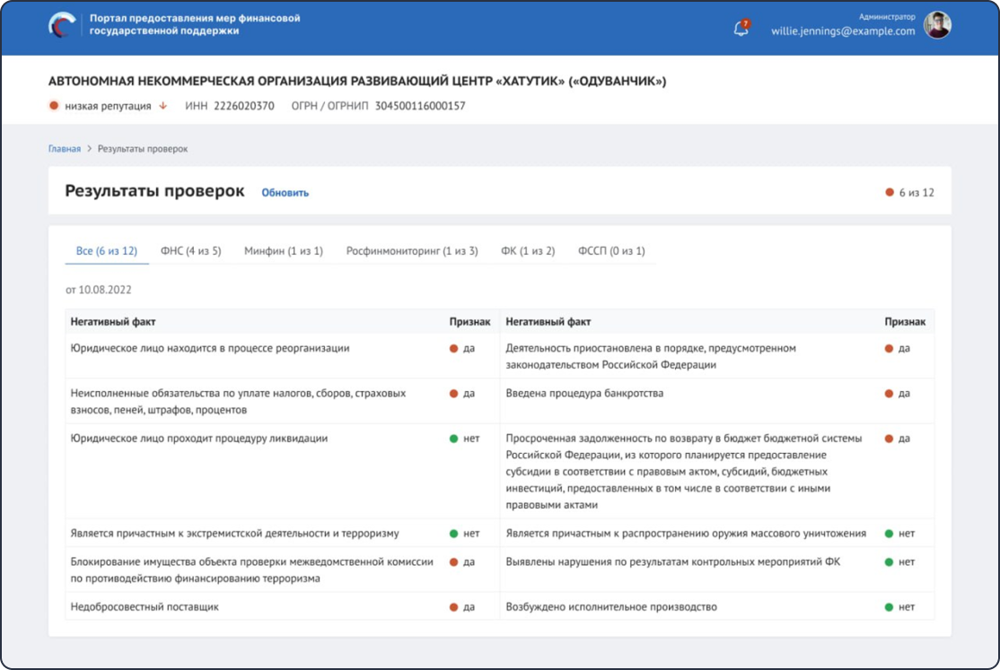 Портал предоставления мер финансовой
государственной поддержки
7
Администратор
willie.jennings@example.com
АВТОНОМНАЯ НЕКОММЕРЧЕСКАЯ ОРГАНИЗАЦИЯ РАЗВИВАЮЩИЙ ЦЕНТР «ХАТУТИК» («ОДУВАНЧИК»)
низкая репутация ↓ ИНН 2226020370 ОГРН / ОГРНИП 304500116000157
Главная > Результаты проверок
Результаты проверок Обновить 6 из 12
Все (6 из 12) ФНС (4 из 5) Минфин (1 из 1) Росфинмониторинг (1 из 3) ФК (1 из 2) ФССП (0 из 1)
от 10.08.2022
Негативный факт Признак Негативный факт Признак
Юридическое лицо находится в процессе реорганизации да
Деятельность приостановлена в порядке, предусмотренном да
законодательством Российской Федерации
Неисполненные обязательства по уплате налогов, сборов, страховых да
взносов, пеней, штрафов, процентов
Введена процедура банкротства да
Юридическое лицо проходит процедуру ликвидации нет
Просроченная задолженность по возврату в бюджет бюджетной системы да
Российской Федерации, из которого планируется предоставление
субсидии в соответствии с правовым актом, субсидий, бюджетных
инвестиций, предоставленных в том числе в соответствии с иными
правовыми актами
Является причастным к экстремистской деятельности и терроризму нет
Является причастным к распространению оружия массового уничтожения нет
Блокирование имущества объекта проверки межведомственной комиссии да
по противодействию финансированию терроризма
Выявлены нарушения по результатам контрольных мероприятий ФК нет
Недобросовестный поставщик да
Возбуждено исполнительное производство нет